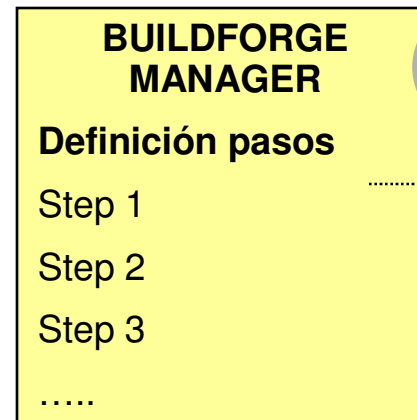 BUILDFORGE
MANAGER
Definición pasos
Step 1
Step 2
Step 3
…..